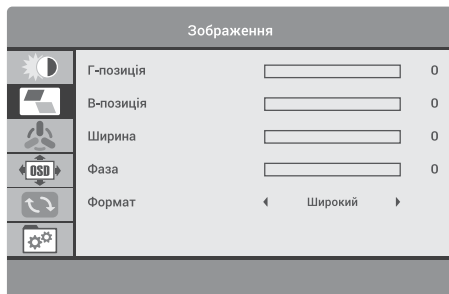 Зображення
Г-позиція 0
В-позиція 0
Ширина 0
Фаза 0
OSD
Формат Широкий